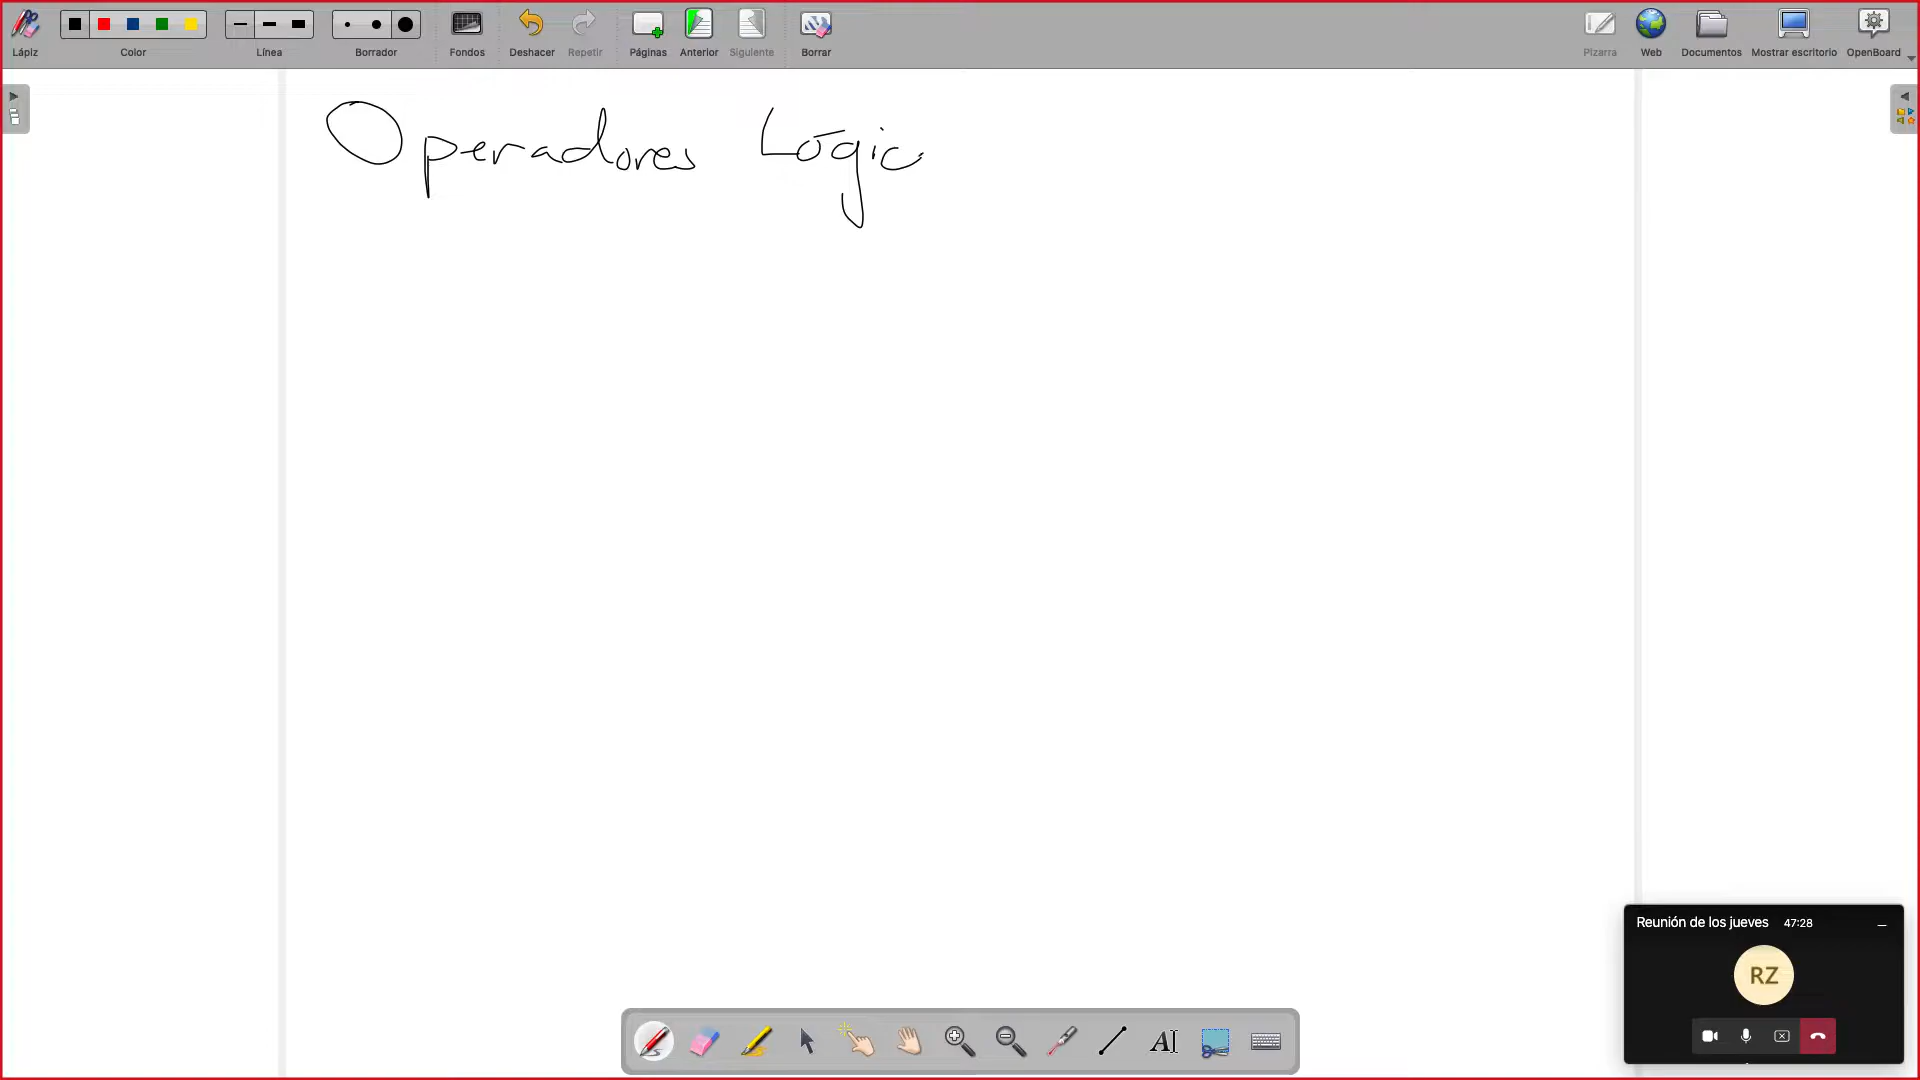 Lápiz Color Línea Borrador Fondos Deshacer Repetir Páginas Anterior Siguiente Borrar Pizarra Web Documentos Mostrar escritorio OpenBoard
Operadores Lógic
Reunión de los jueves 47:28
RZ